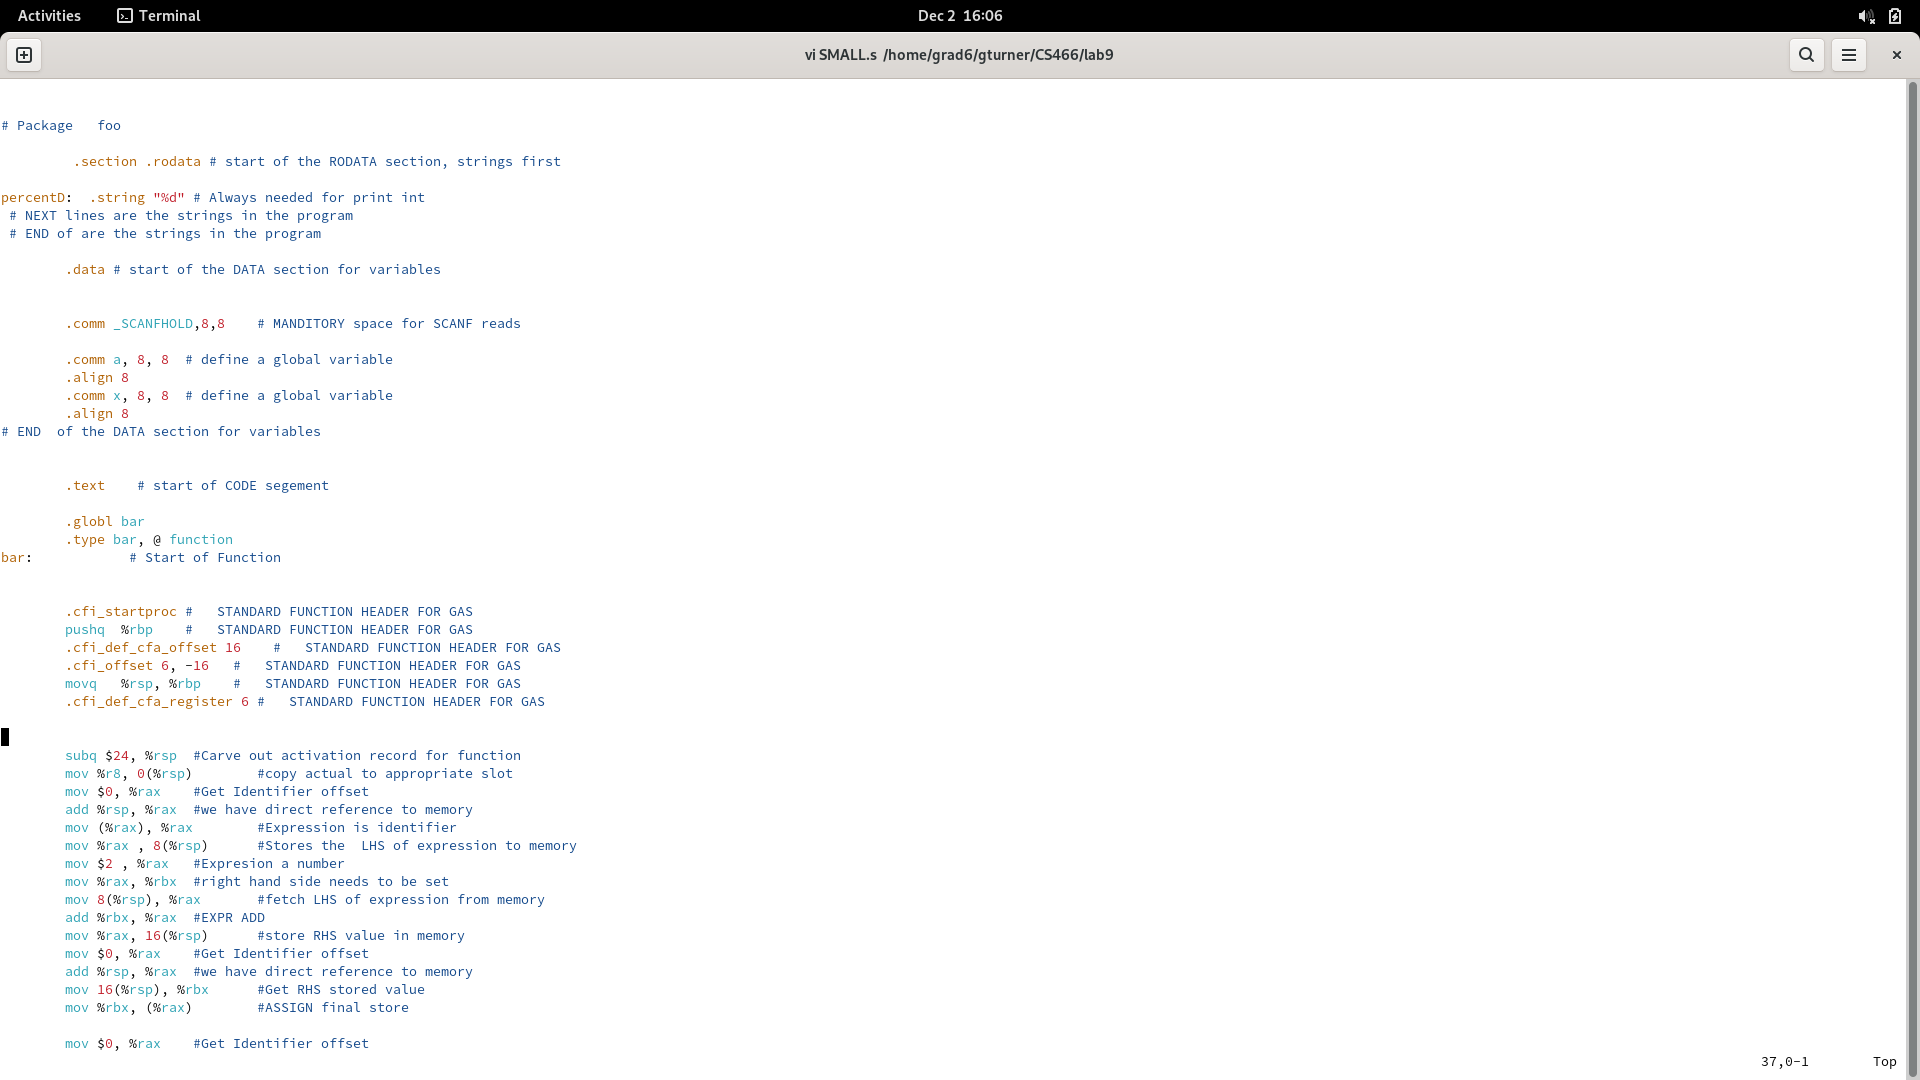 Activities Terminal Dec 2 16:06
vi SMALL.s /home/grad6/gturner/CS466/lab9
# Package   foo
         .section .rodata # start of the RODATA section, strings first
percentD:  .string "%d" # Always needed for print int
 # NEXT lines are the strings in the program
 # END of are the strings in the program
        .data # start of the DATA section for variables
        .comm _SCANFHOLD,8,8    # MANDITORY space for SCANF reads
        .comm a, 8, 8  # define a global variable
        .align 8
        .comm x, 8, 8  # define a global variable
        .align 8
# END  of the DATA section for variables
        .text    # start of CODE segement
        .globl bar
        .type bar, @ function
bar:            # Start of Function
        .cfi_startproc #   STANDARD FUNCTION HEADER FOR GAS
        pushq  %rbp    #   STANDARD FUNCTION HEADER FOR GAS
        .cfi_def_cfa_offset 16    #   STANDARD FUNCTION HEADER FOR GAS
        .cfi_offset 6, -16   #   STANDARD FUNCTION HEADER FOR GAS
        movq   %rsp, %rbp    #   STANDARD FUNCTION HEADER FOR GAS
        .cfi_def_cfa_register 6 #   STANDARD FUNCTION HEADER FOR GAS
        subq $24, %rsp  #Carve out activation record for function
        mov %r8, 0(%rsp)        #copy actual to appropriate slot
        mov $0, %rax    #Get Identifier offset
        add %rsp, %rax  #we have direct reference to memory
        mov (%rax), %rax        #Expression is identifier
        mov %rax , 8(%rsp)      #Stores the  LHS of expression to memory
        mov $2 , %rax   #Expresion a number
        mov %rax, %rbx  #right hand side needs to be set
        mov 8(%rsp), %rax       #fetch LHS of expression from memory
        add %rbx, %rax  #EXPR ADD
        mov %rax, 16(%rsp)      #store RHS value in memory
        mov $0, %rax    #Get Identifier offset
        add %rsp, %rax  #we have direct reference to memory
        mov 16(%rsp), %rbx      #Get RHS stored value
        mov %rbx, (%rax)        #ASSIGN final store
        mov $0, %rax    #Get Identifier offset
37,0-1        Top